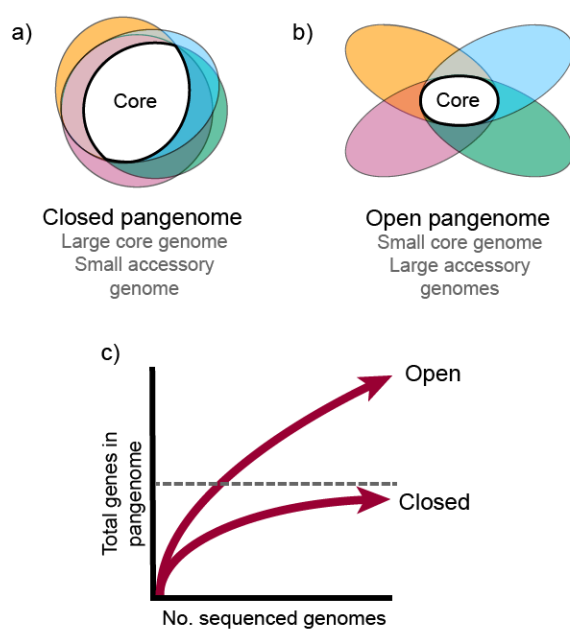 a)
Core
Closed pangenome
Large core genome
Small accessory
genome
b)
Core
Open pangenome
Small core genome
Large accessory
genomes
c)
Total genes in
pangenome
Open
Closed
No. sequenced genomes